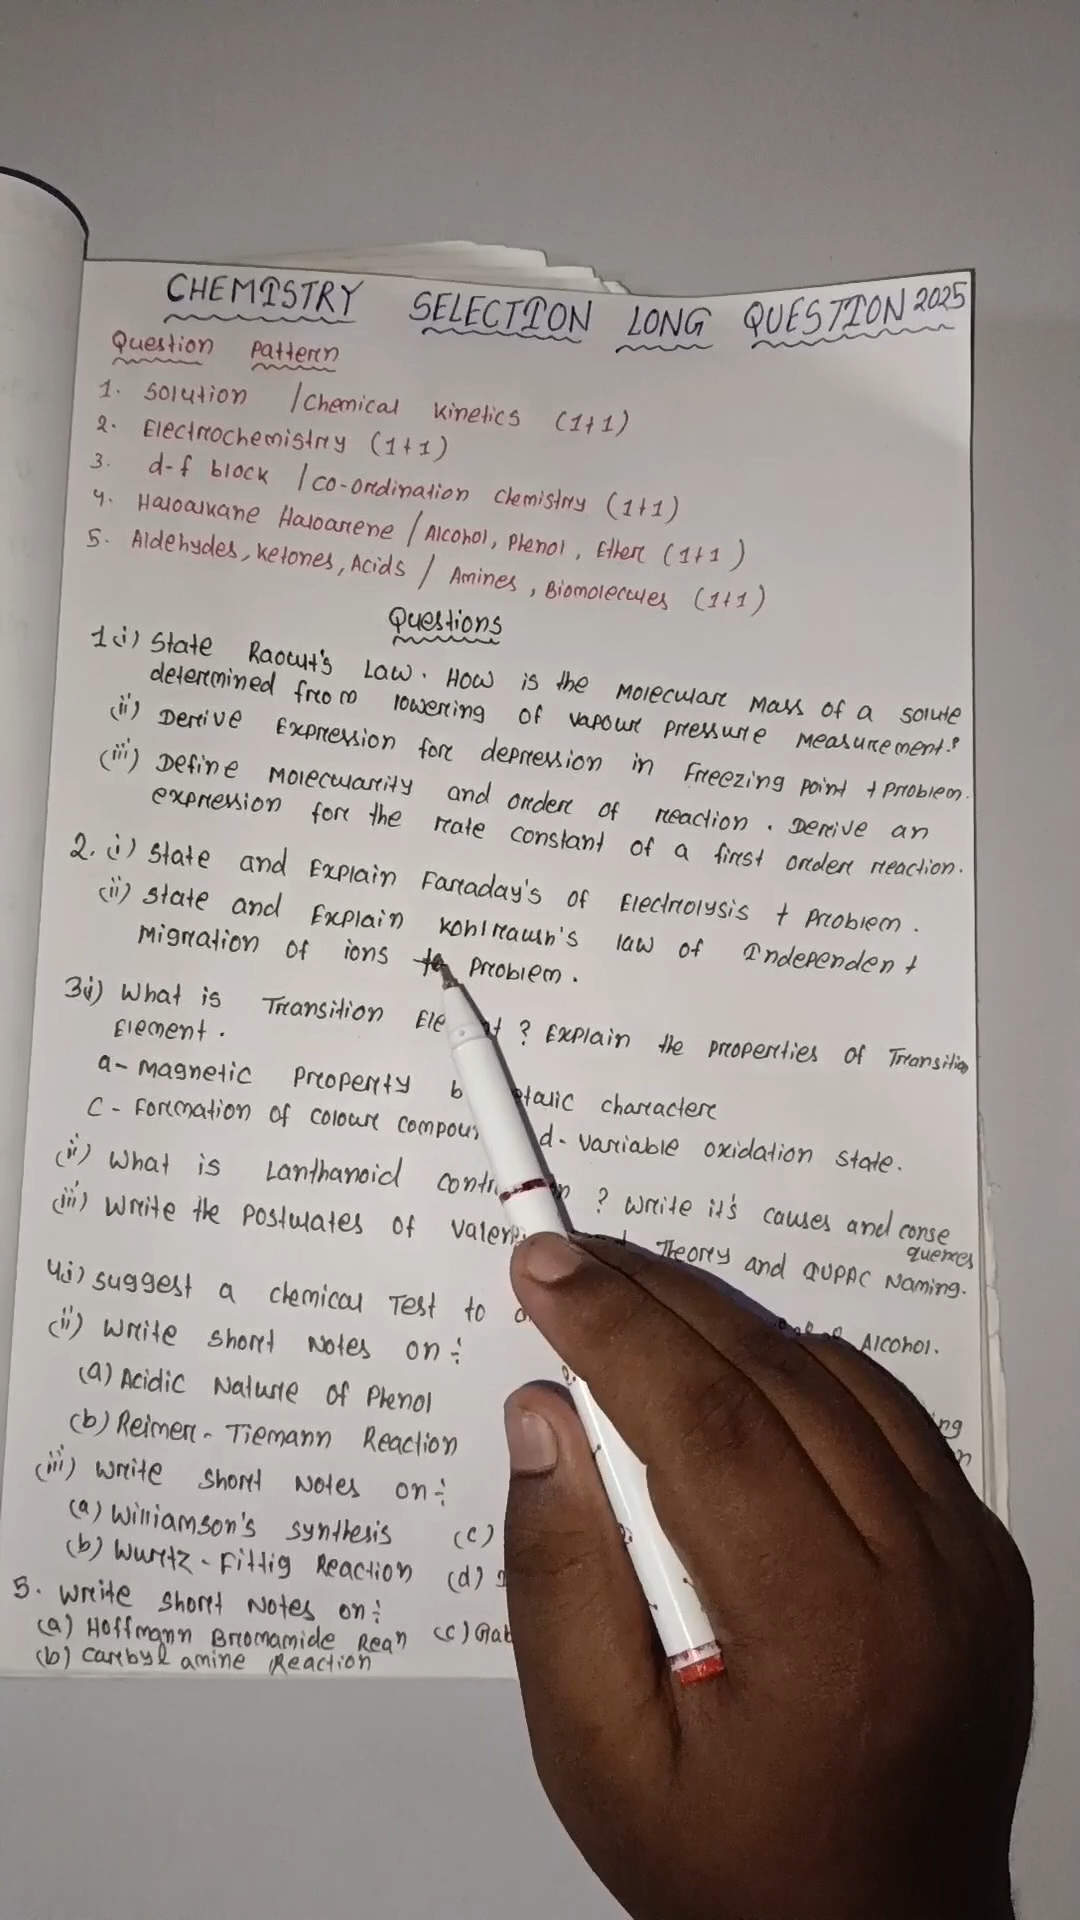 CHEMISTRY SELECTION LONG QUESTION 2025
Question Pattern
1. Solution / Chemical Kinetics (1+1)
2. Electrochemistry (1+1)
3. d-f block / co-ordination Chemistry (1+1)
4. Haloalkane Haloarene / Alcohol, Phenol, Ether (1+1)
5. Aldehydes, Ketones, Acids / Amines, Biomolecules (1+1)
Questions
1 (i) State Raoult's Law. How is the Molecular Mass of a solute
determined from lowering of vapour pressure measurement?
(ii) Derive Expression for depression in Freezing point + Problem.
(iii) Define Molecularity and order of reaction. Derive an
expression for the rate constant of a first order reaction.
2. (i) State and Explain Faraday's of Electrolysis + Problem.
(ii) State and Explain Kohlraush's law of Independent
Migration of ions Problem.
3 (i) What is Transition ? Explain the properties of Transition
Element.
a- Magnetic Property b character
c - Formation of colour d- variable oxidation state.
(ii) What is Lanthanoid ? Write it's causes and conse
quences
(iii) Write the Postulates of Theory and IUPAC Naming.
4 (i) Suggest a chemical Test to Alcohol.
(ii) Write short Notes on:
(a) Acidic Nature of Phenol
(b) Reimer - Tiemann Reaction
(iii) Write short Notes on:
(a) Williamson's synthesis (c)
(b) Wurtz - Fittig Reaction (d)
5. Write short Notes on:
(a) Hoffmann Bromamide Rean (c)
(b) Carbyl amine Reaction